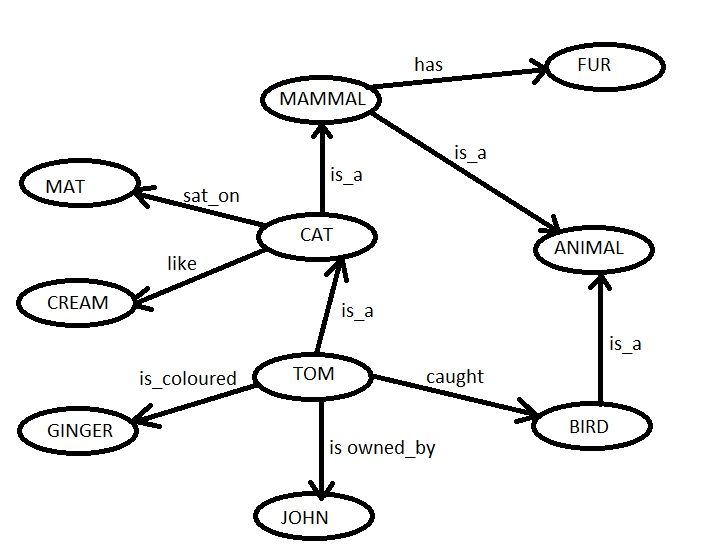 has
FUR
MAMMAL
is_a
is_a
MAT
sat_on
CAT
ANIMAL
like
CREAM
is_a
is_a
TOM
is_coloured
caught
GINGER
BIRD
is owned_by
JOHN